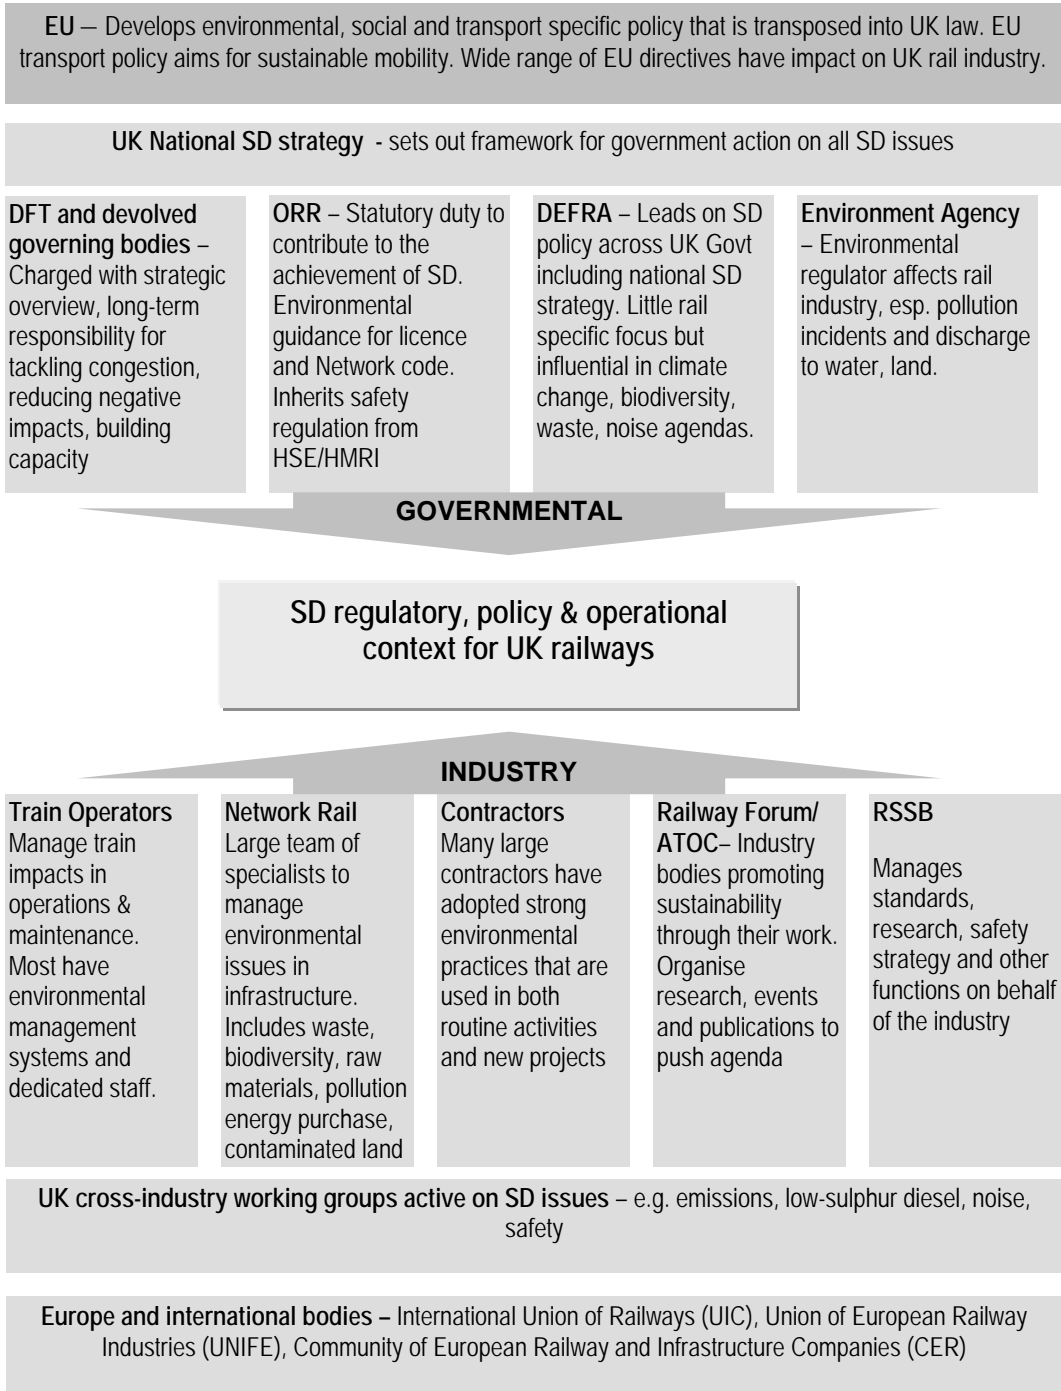 EU — Develops environmental, social and transport specific policy that is transposed into UK law. EU
transport policy aims for sustainable mobility. Wide range of EU directives have impact on UK rail industry.
UK National SD strategy - sets out framework for government action on all SD issues
DFT and devolved
governing bodies –
Charged with strategic
overview, long-term
responsibility for
tackling congestion,
reducing negative
impacts, building
capacity
ORR – Statutory duty to
contribute to the
achievement of SD.
Environmental
guidance for licence
and Network code.
Inherits safety
regulation from
HSE/HMRI
DEFRA – Leads on SD
policy across UK Govt
including national SD
strategy. Little rail
specific focus but
influential in climate
change, biodiversity,
waste, noise agendas.
Environment Agency
– Environmental
regulator affects rail
industry, esp. pollution
incidents and discharge
to water, land.
GOVERNMENTAL
SD regulatory, policy & operational
context for UK railways
INDUSTRY
Train Operators
Manage train
impacts in
operations &
maintenance.
Most have
environmental
management
systems and
dedicated staff.
Network Rail
Large team of
specialists to
manage
environmental
issues in
infrastructure.
Includes waste,
biodiversity, raw
materials, pollution
energy purchase,
contaminated land
Contractors
Many large
contractors have
adopted strong
environmental
practices that are
used in both
routine activities
and new projects
Railway Forum/
ATOC– Industry
bodies promoting
sustainability
through their work.
Organise
research, events
and publications to
push agenda
RSSB
Manages
standards,
research, safety
strategy and other
functions on behalf
of the industry
UK cross-industry working groups active on SD issues – e.g. emissions, low-sulphur diesel, noise,
safety
Europe and international bodies – International Union of Railways (UIC), Union of European Railway
Industries (UNIFE), Community of European Railway and Infrastructure Companies (CER)